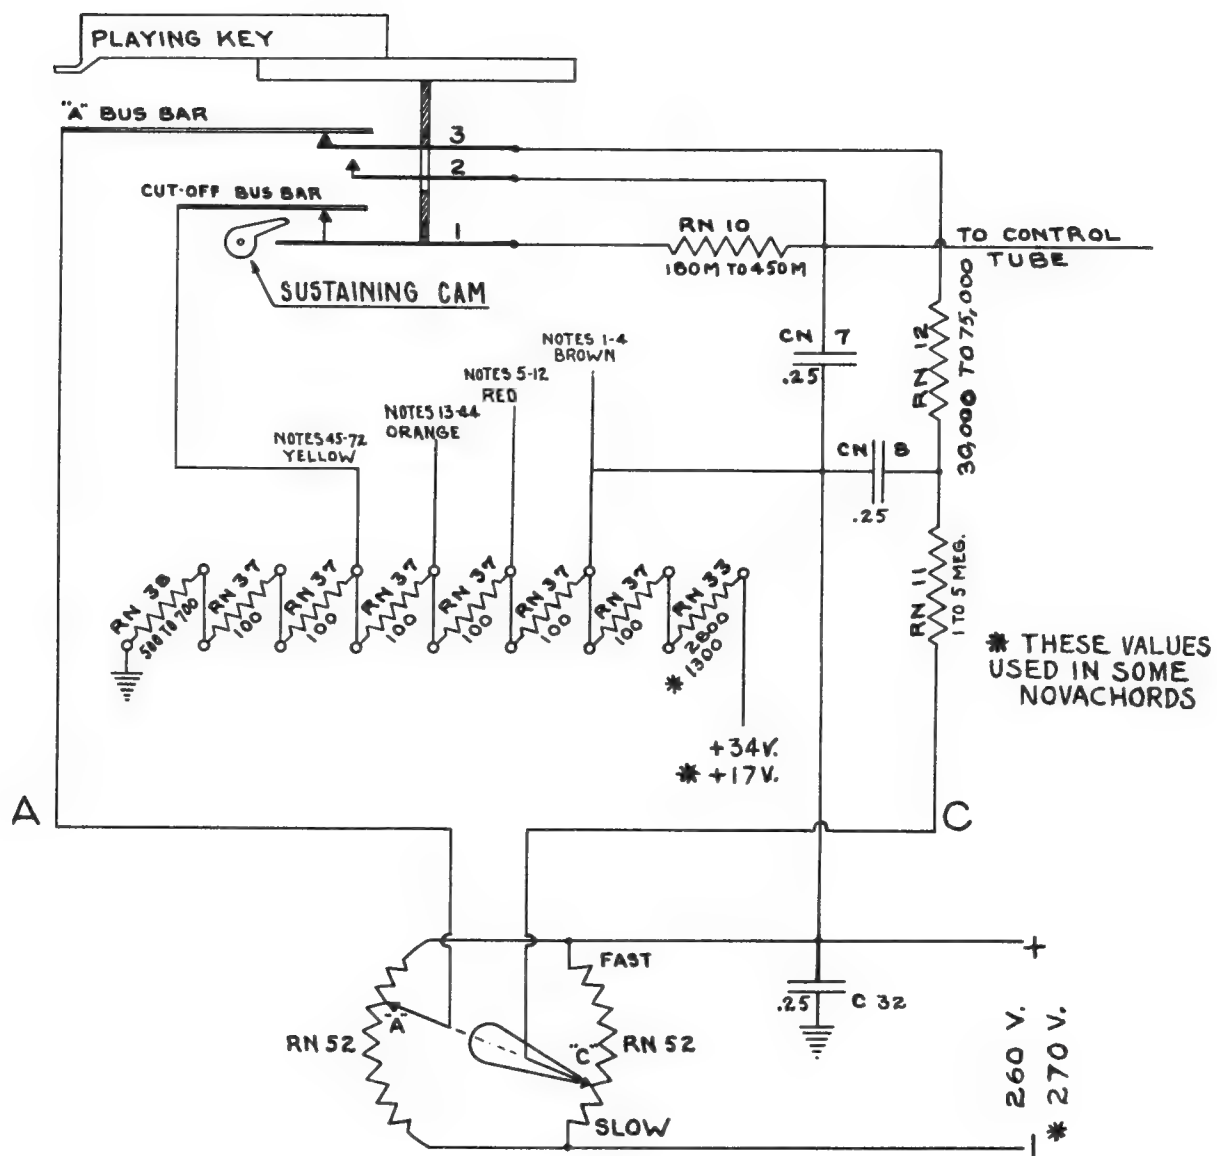 PLAYING KEY
"A" BUS BAR
3
2
CUT-OFF BUS BAR
1
RN 10
180M TO 450M
TO CONTROL
TUBE
SUSTAINING CAM
CN 7
.25
RN 12
30,000 TO 75,000
NOTES 1-4
BROWN
NOTES 5-12
RED
NOTES 13-44
ORANGE
NOTES 45-72
YELLOW
CN 8
.25
RN 38
500 TO 700
RN 37
100
RN 37
100
RN 37
100
RN 37
100
RN 37
100
RN 37
100
RN 33
2800
* 1300
RN 11
1 TO 5 MEG.
* THESE VALUES
USED IN SOME
NOVACHORDS
+34V.
* +17V.
A
C
+
FAST
"A"
RN 52
"C"
RN 52
SLOW
.25
C 32
260 V.
* 270 V.
-